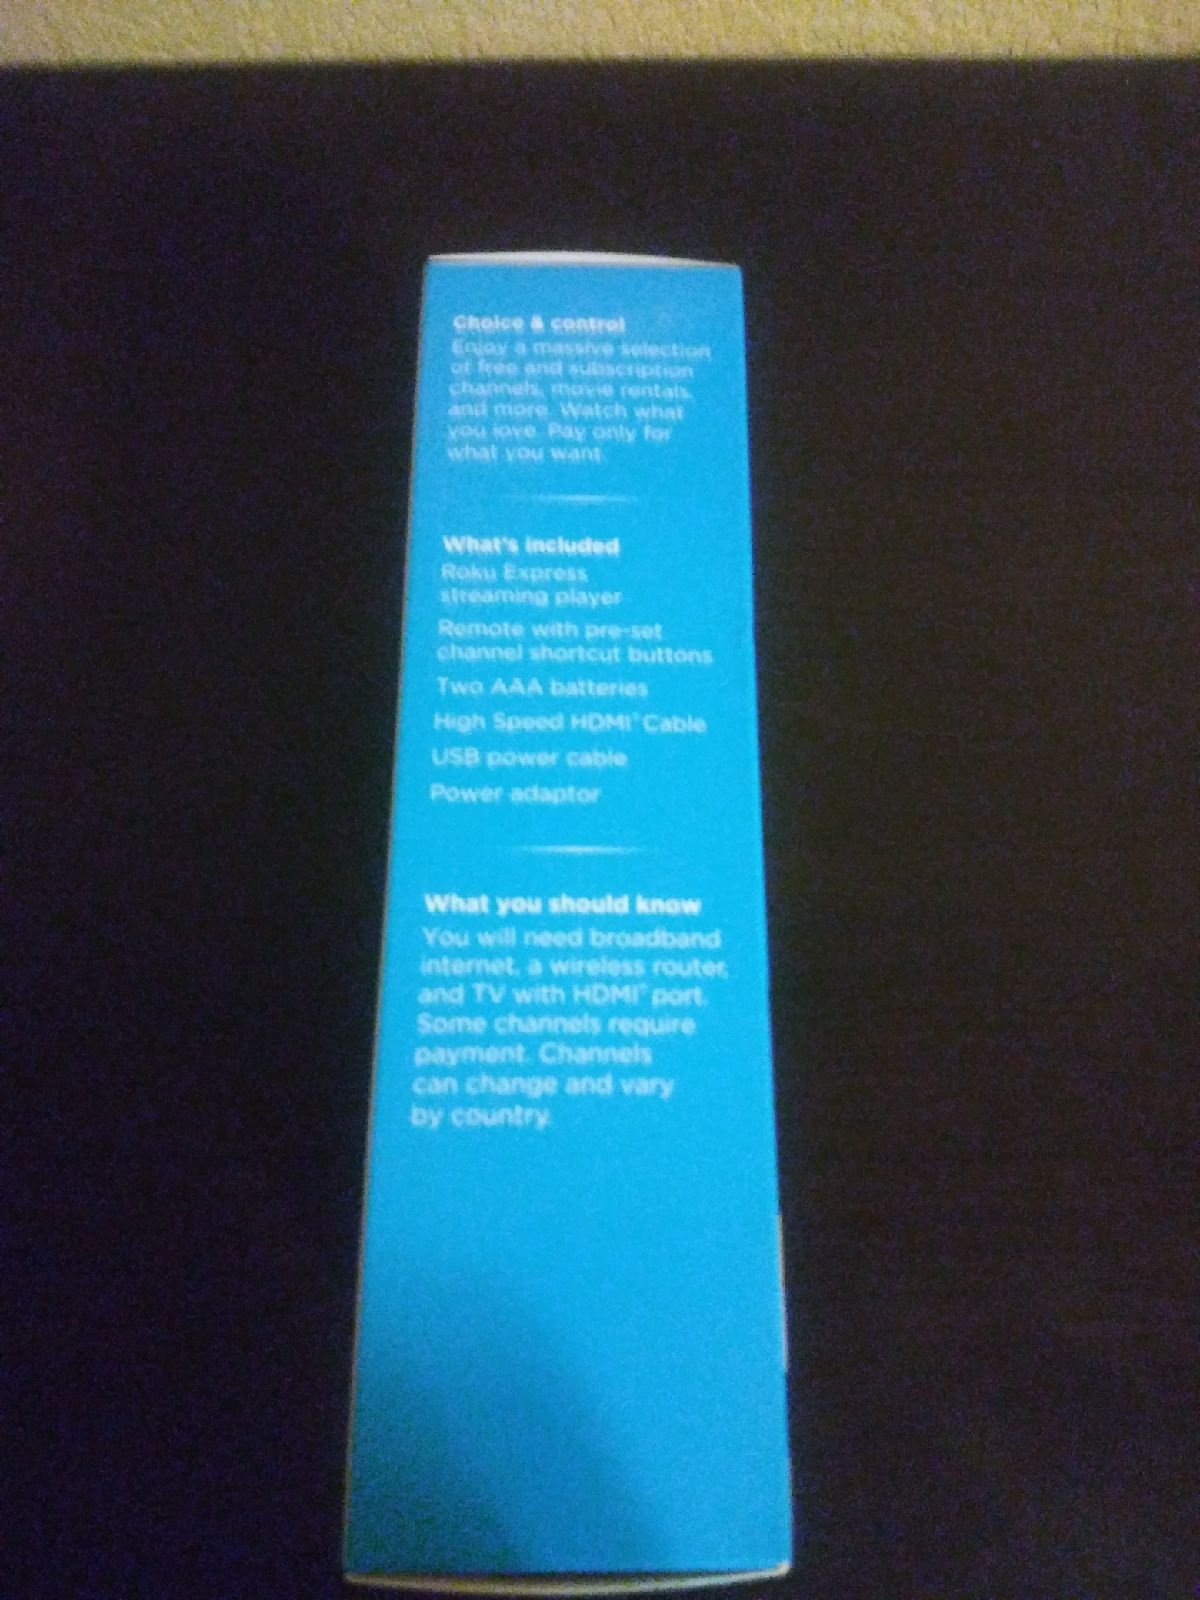 Choice & control
Enjoy a massive selection
of free and subscription
channels, movie rentals,
and more. Watch what
you love. Pay only for
what you want.
What's included
Roku Express
streaming player
Remote with pre-set
channel shortcut buttons
Two AAA batteries
High Speed HDMI® Cable
USB power cable
Power adaptor
What you should know
You will need broadband
internet, a wireless router,
and TV with HDMI® port.
Some channels require
payment. Channels
can change and vary
by country.